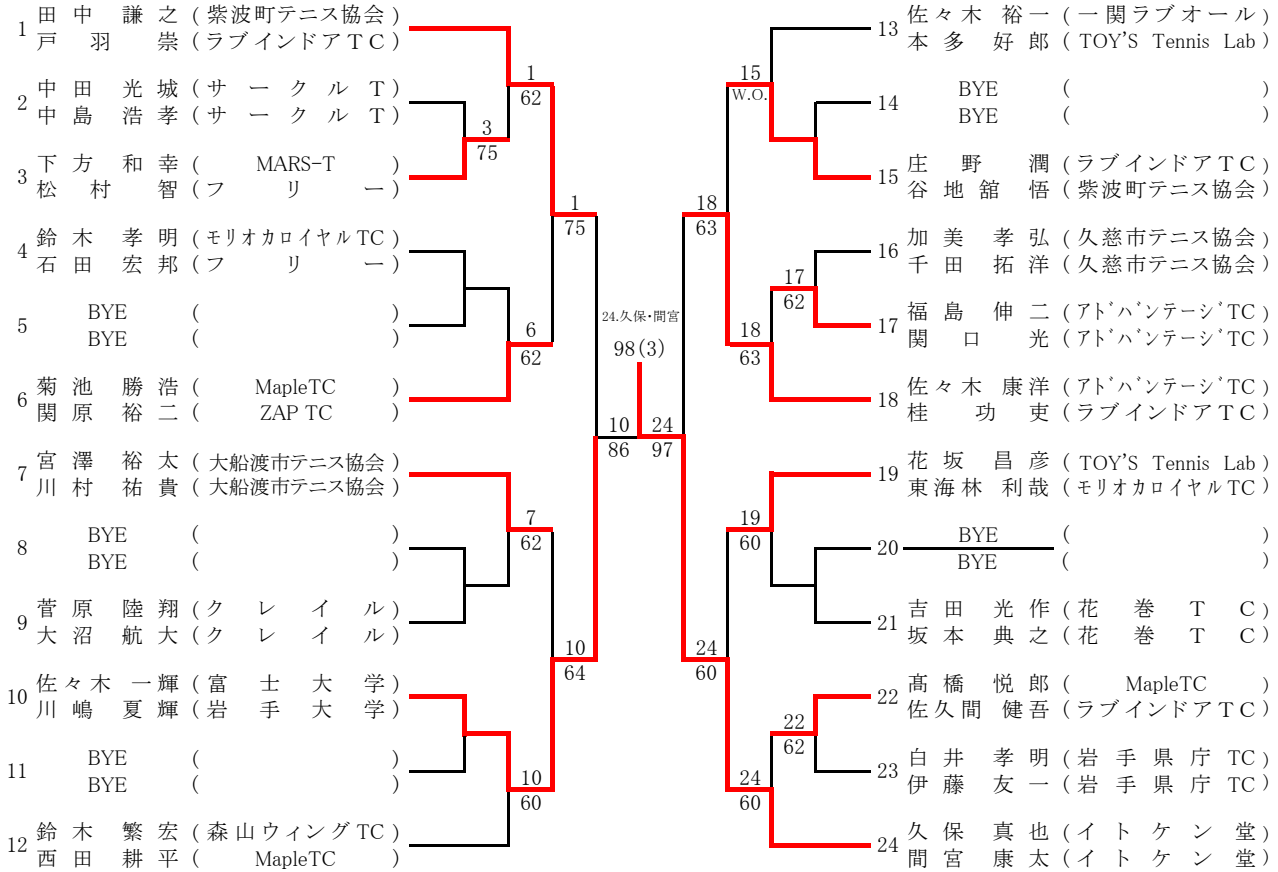 1 田中 謙之 (紫波町テニス協会)
戸羽 崇 (ラブインドアTC)
2 中田 光城 (サークルT)
中島 浩孝 (サークルT)
3 下方 和幸 (MARS-T)
松村 智 (フリー)
4 鈴木 孝明 (モリオカロイヤルTC)
石田 宏邦 (フリー)
5 BYE ( )
BYE ( )
6 菊池 勝浩 (MapleTC)
関原 裕二 (ZAP TC)
7 宮澤 裕太 (大船渡市テニス協会)
川村 祐貴 (大船渡市テニス協会)
8 BYE ( )
BYE ( )
9 菅原 陸翔 (クレイル)
大沼 航大 (クレイル)
10 佐々木 一輝 (富士大学)
川嶋 夏輝 (岩手大学)
11 BYE ( )
BYE ( )
12 鈴木 繁宏 (森山ウィングTC)
西田 耕平 (MapleTC)
1
62
3
75
6
62
7
62
10
60
1
75
10
64
10
86
24.久保・間宮
98(3)
24
97
18
63
24
60
15
W.O.
17
62
18
63
19
60
22
62
24
60
13 佐々木 裕一 (一関ラブオール)
本多 好郎 (TOY'S Tennis Lab)
14 BYE ( )
BYE ( )
15 庄野 潤 (ラブインドアTC)
谷地舘 悟 (紫波町テニス協会)
16 加美 孝弘 (久慈市テニス協会)
千田 拓洋 (久慈市テニス協会)
17 福島 伸二 (アドバンテージTC)
関口 光 (アドバンテージTC)
18 佐々木 康洋 (アドバンテージTC)
桂 功吏 (ラブインドアTC)
19 花坂 昌彦 (TOY'S Tennis Lab)
東海林 利哉 (モリオカロイヤルTC)
20 BYE ( )
BYE ( )
21 吉田 光作 (花巻TC)
坂本 典之 (花巻TC)
22 髙橋 悦郎 (MapleTC)
佐久間 健吾 (ラブインドアTC)
23 白井 孝明 (岩手県庁TC)
伊藤 友一 (岩手県庁TC)
24 久保 真也 (イトケン堂)
間宮 康太 (イトケン堂)